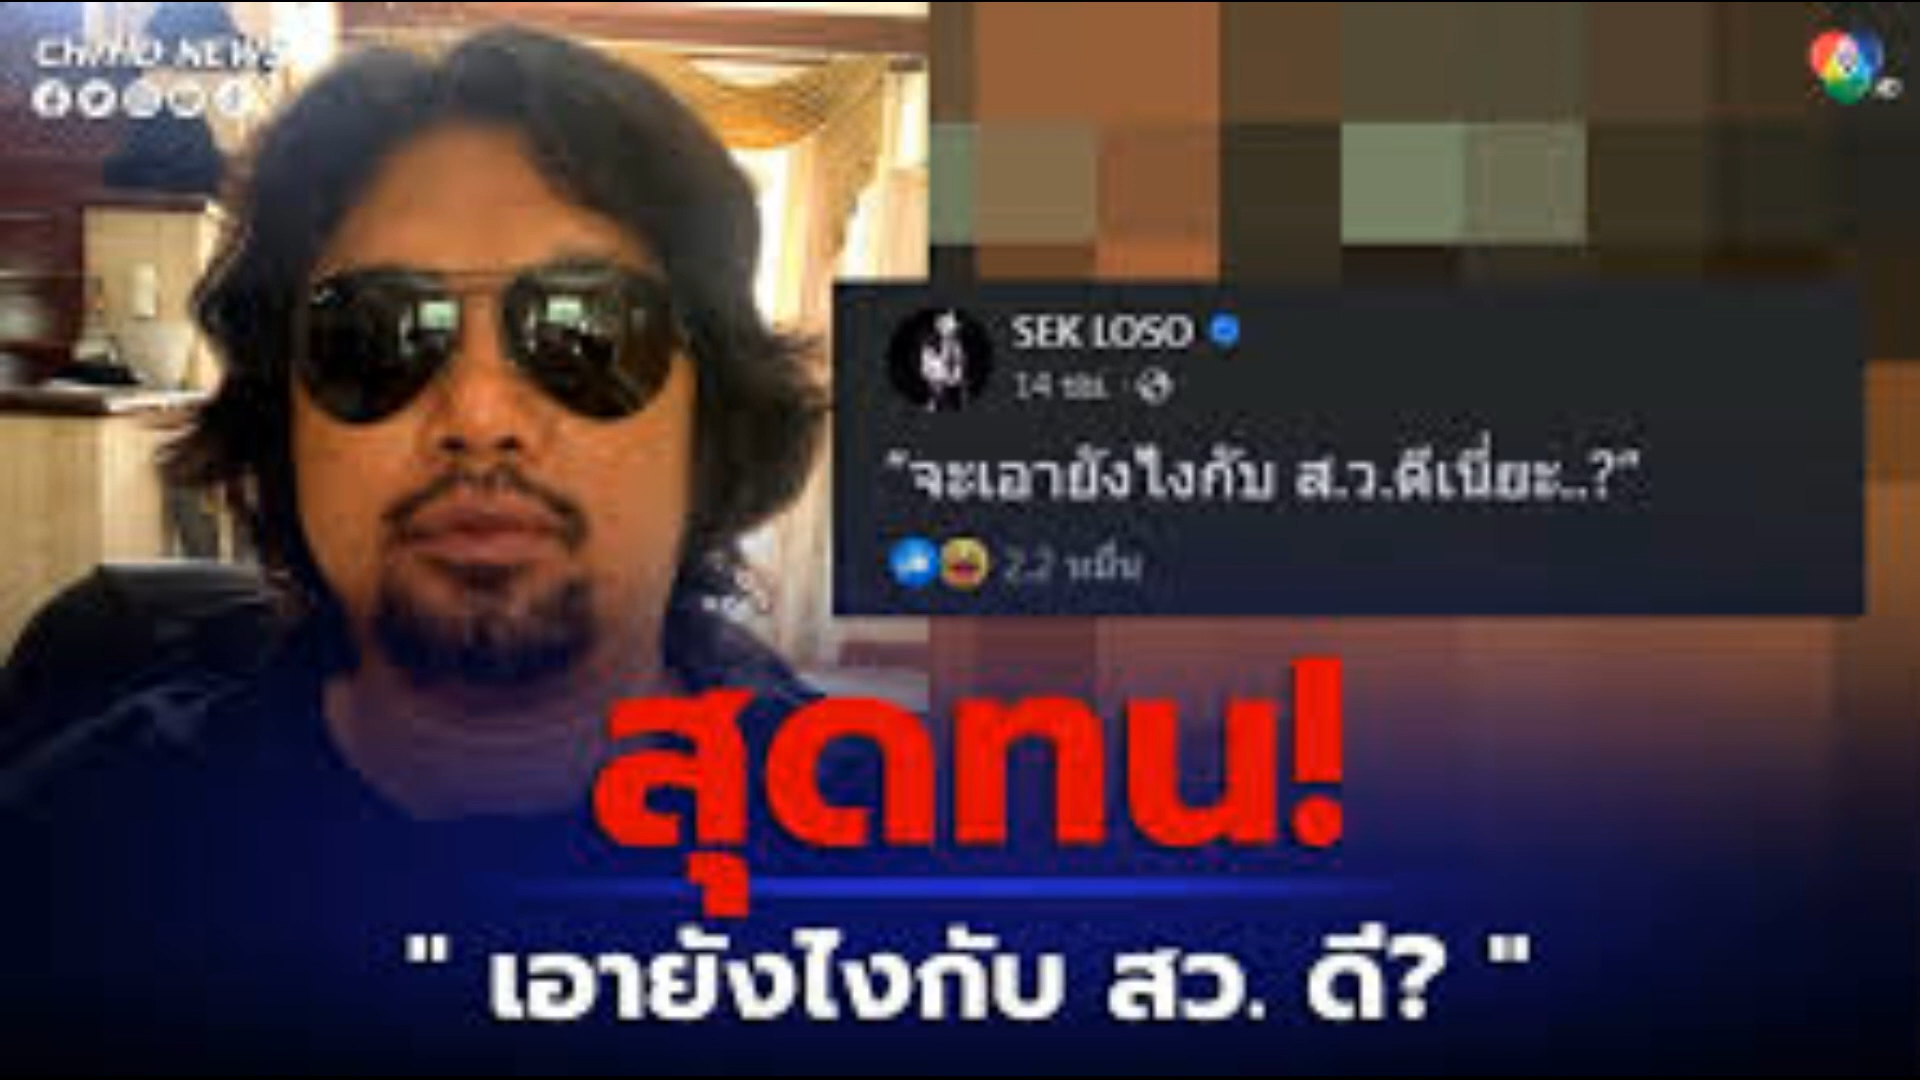 Ch7HD NEWS
SEK LOSO
14 ชม.
“จะเอายังไงกับ ส.ว.ดีเนี่ยะ..?”
2.2 หมื่น
สุดทน!
" เอายังไงกับ สว. ดี? "